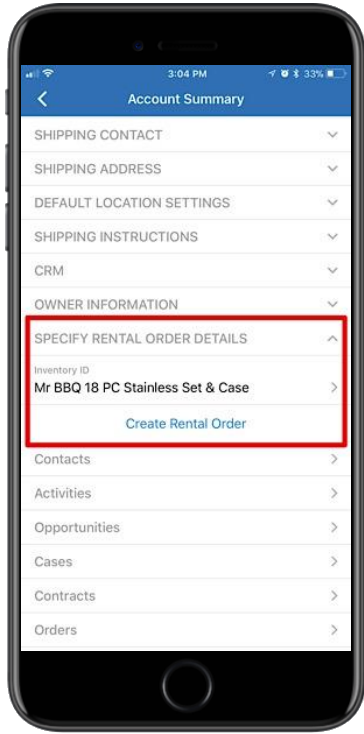 3:04 PM
33%
Account Summary
SHIPPING CONTACT
SHIPPING ADDRESS
DEFAULT LOCATION SETTINGS
SHIPPING INSTRUCTIONS
CRM
OWNER INFORMATION
SPECIFY RENTAL ORDER DETAILS
Inventory ID
Mr BBQ 18 PC Stainless Set & Case
Create Rental Order
Contacts
Activities
Opportunities
Cases
Contracts
Orders